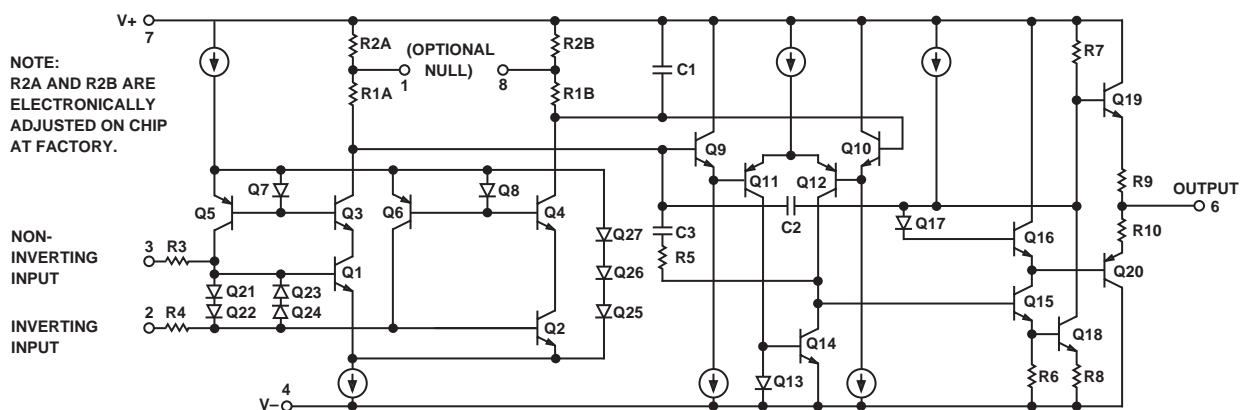 V+
7
NOTE:
R2A AND R2B ARE
ELECTRONICALLY
ADJUSTED ON CHIP
AT FACTORY.
R2A
(OPTIONAL
NULL)
R2B
1
8
R1A
R1B
C1
R7
Q19
Q9
Q10
Q11
Q12
Q7
Q8
Q5
Q3
Q6
Q4
R9
OUTPUT
6
R10
C2
C3
Q17
Q16
Q20
NON-
INVERTING
INPUT
3
R3
Q27
R5
Q1
Q26
Q21
Q23
Q22
Q24
Q25
Q15
INVERTING
INPUT
2
R4
Q2
Q14
Q18
Q13
R6
R8
V–
4